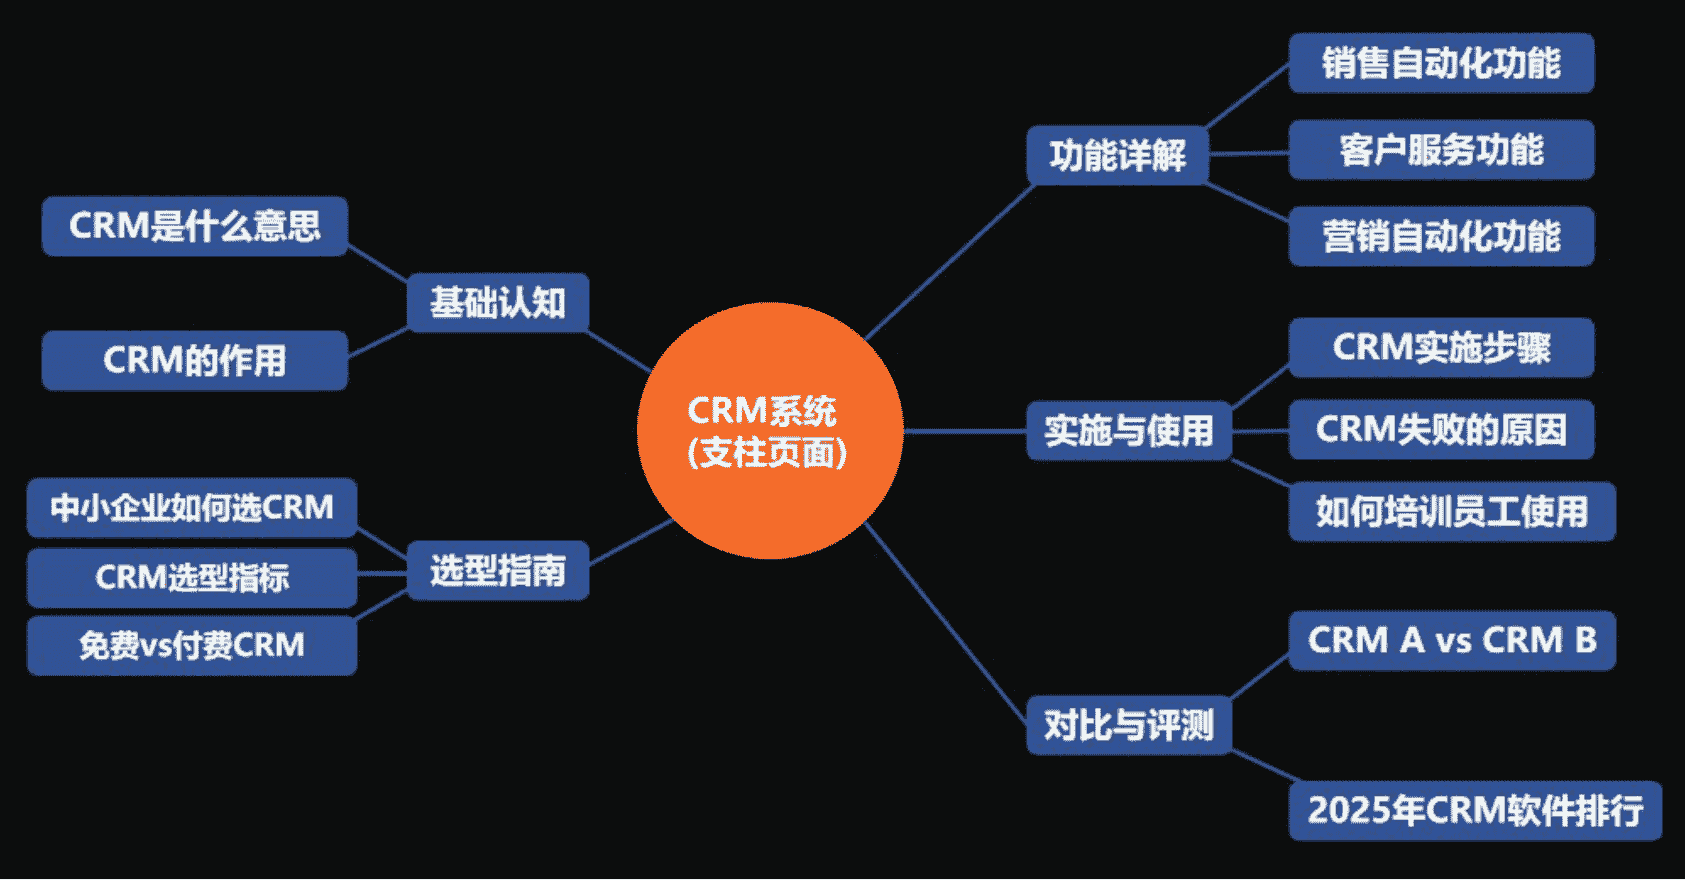 CRM系统
(支柱页面)
基础认知
CRM是什么意思
CRM的作用
选型指南
中小企业如何选CRM
CRM选型指标
免费vs付费CRM
功能详解
销售自动化功能
客户服务功能
营销自动化功能
实施与使用
CRM实施步骤
CRM失败的原因
如何培训员工使用
对比与评测
CRM A vs CRM B
2025年CRM软件排行